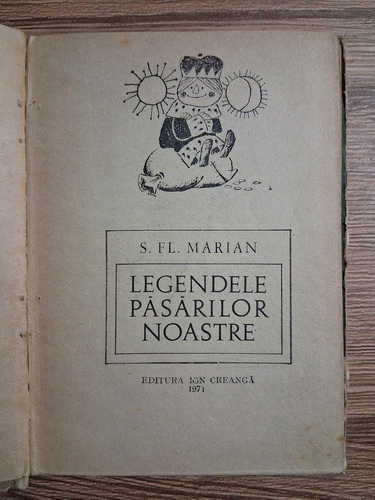 S. FL. MARIAN
LEGENDELE
PĂSĂRILOR
NOASTRE
EDITURA ION CREANGĂ
1971